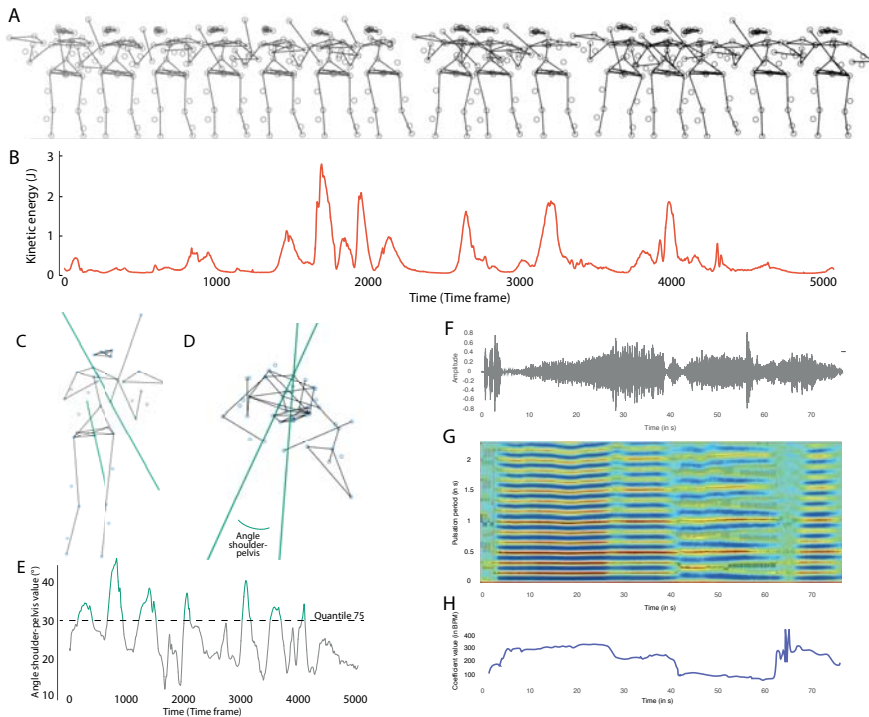 A
B
Kinetic energy (J)
3
2
1
0
0 1000 2000 3000 4000 5000
Time (Time frame)
C
D
Angle
shoulder-
pelvis
E
Angle shoulder-pelvis value (°)
40
30
20
10
Quantile 75
0 1000 2000 3000 4000 5000
Time (Time frame)
F
Amplitude
0.8
0.6
0.4
0.2
0
-0.2
-0.4
-0.6
-0.8
0 10 20 30 40 50 60 70
Time (in s)
G
Pulsation period (in s)
2
1.5
1
0.5
0
0 10 20 30 40 50 60 70
Time (in s)
H
Coefficient value (in BPM)
400
300
200
100
0 10 20 30 40 50 60 70
Time (in s)